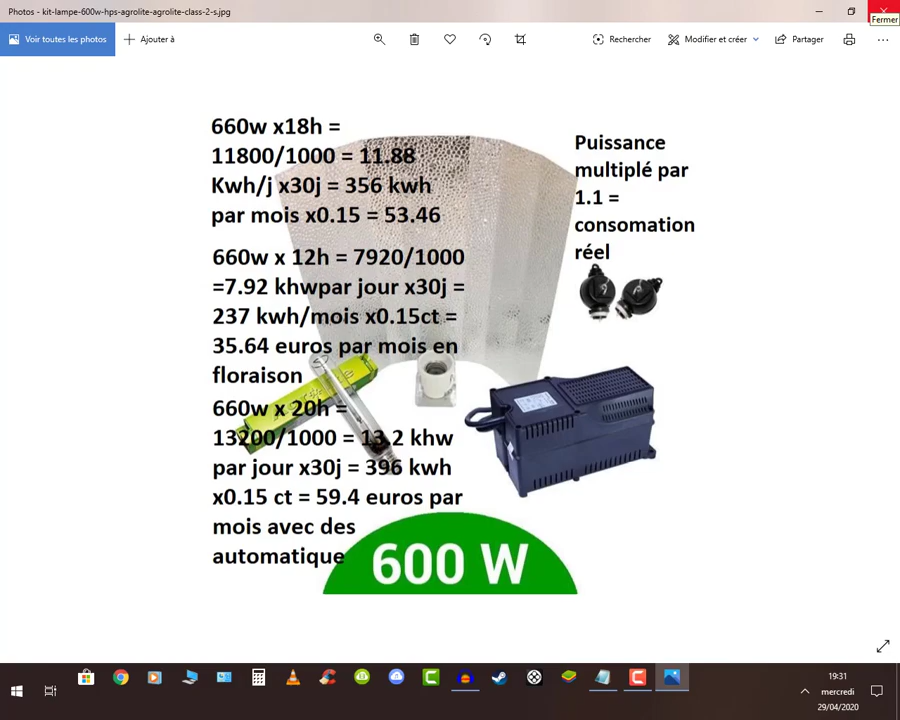 Photos - kit-lampe-600w-hps-agrolite-agrolite-class-2-s.jpg
Fermer
Voir toutes les photos
Ajouter à
Rechercher
Modifier et créer
Partager
660w x18h =
11800/1000 = 11.88
Kwh/j x30j = 356 kwh
par mois x0.15 = 53.46
660w x 12h = 7920/1000
=7.92 khwpar jour x30j =
237 kwh/mois x0.15ct =
35.64 euros par mois en
floraison
660w x 20h =
13200/1000 = 13.2 khw
par jour x30j = 396 kwh
x0.15 ct = 59.4 euros par
mois avec des
automatique
Puissance
multiplé par
1.1 =
consomation
réel
600 W
19:31
mercredi
29/04/2020